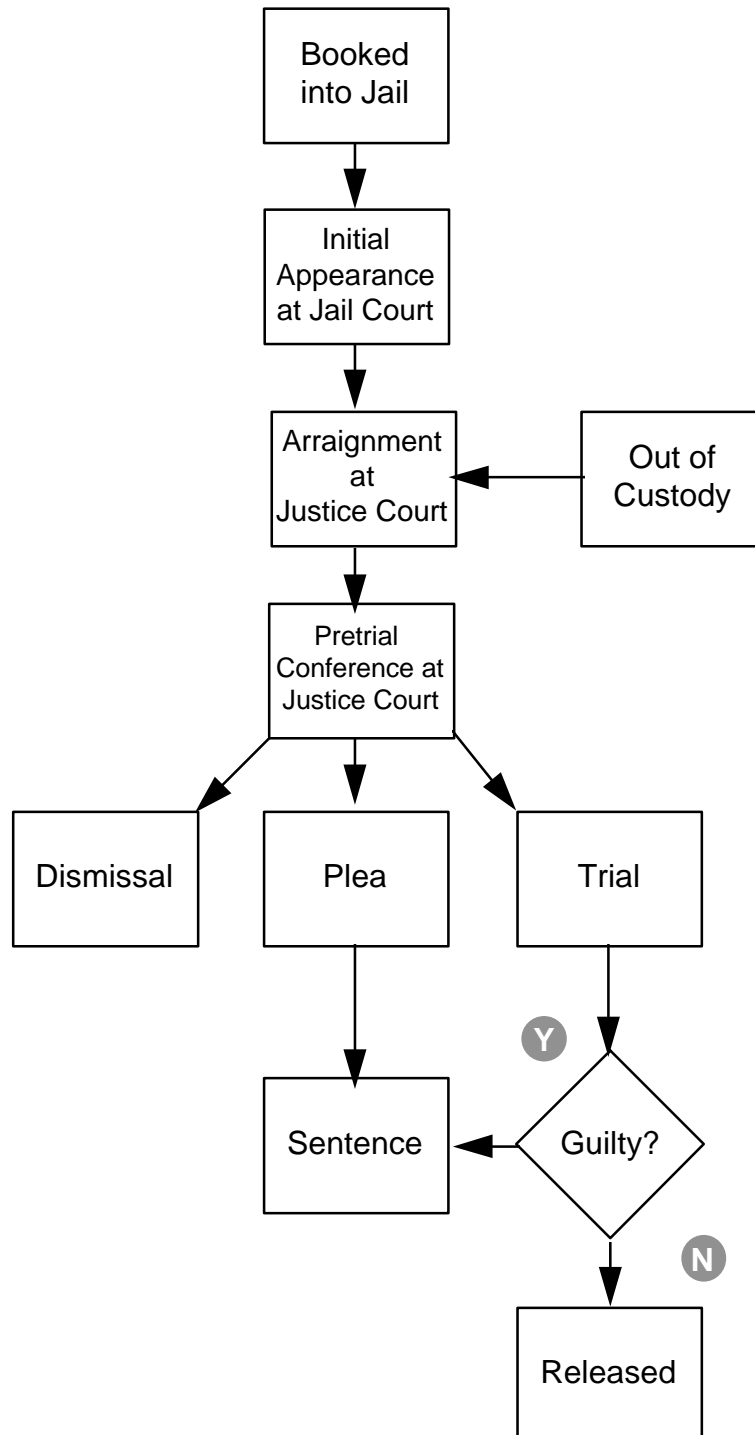 Booked
into Jail
Initial
Appearance
at Jail Court
Arraignment
at
Justice Court
Out of
Custody
Pretrial
Conference at
Justice Court
Dismissal
Plea
Trial
Y
Sentence
Guilty?
N
Released